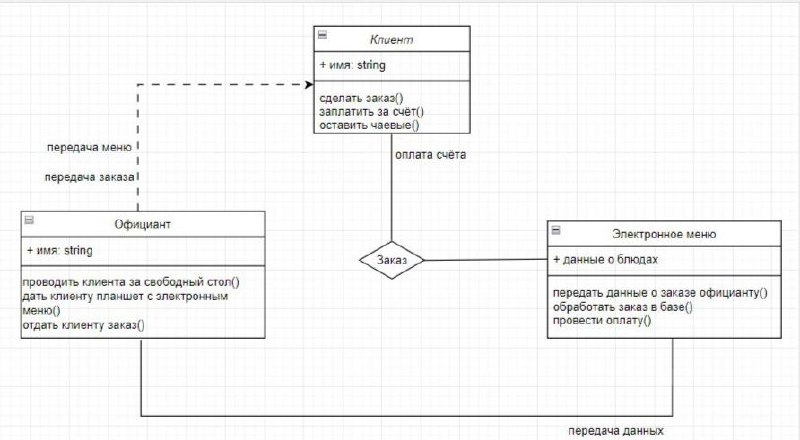 Клиент
+ имя: string
сделать заказ()
заплатить за счёт()
оставить чаевые()
передача меню
передача заказа
оплата счёта
Официант
+ имя: string
проводить клиента за свободный стол()
дать клиенту планшет с электронным
меню()
отдать клиенту заказ()
Заказ
Электронное меню
+ данные о блюдах
передать данные о заказе официанту()
обработать заказ в базе()
провести оплату()
передача данных